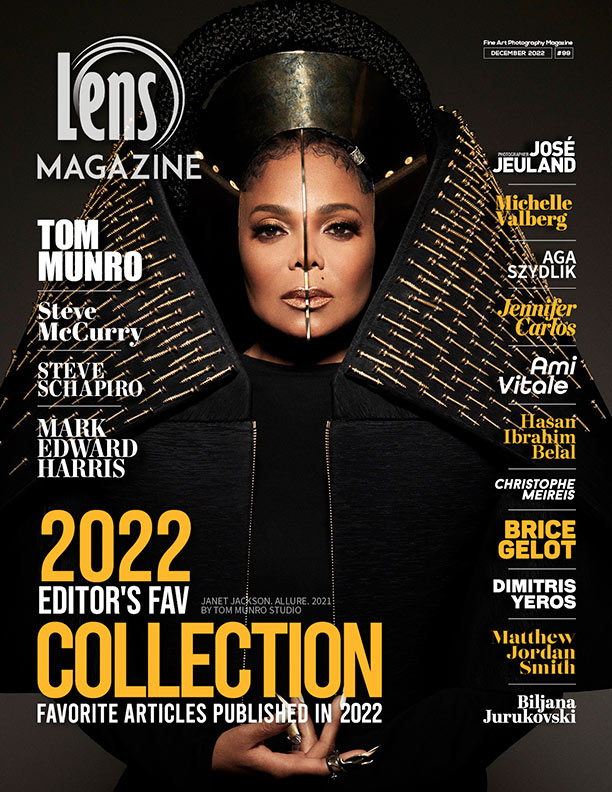 Lens
MAGAZINE
Fine Art Photography Magazine
DECEMBER 2022
#99
TOM
MUNRO
Steve
McCurry
STEVE
SCHAPIRO
MARK
EDWARD
HARRIS
2022
EDITOR'S FAV
JANET JACKSON. ALLURE. 2021
BY TOM MUNRO STUDIO
COLLECTION
FAVORITE ARTICLES PUBLISHED IN 2022
PHOTOGRAPHER JOSÉ
JEULAND
Michelle
Valberg
AGA
SZYDLIK
Jennifer
Carlos
Ami
Vitale
Hasan
Ibrahim
Belal
CHRISTOPHE
MEIREIS
BRICE
GELOT
DIMITRIS
YEROS
Matthew
Jordan
Smith
Biljana
Jurukovski